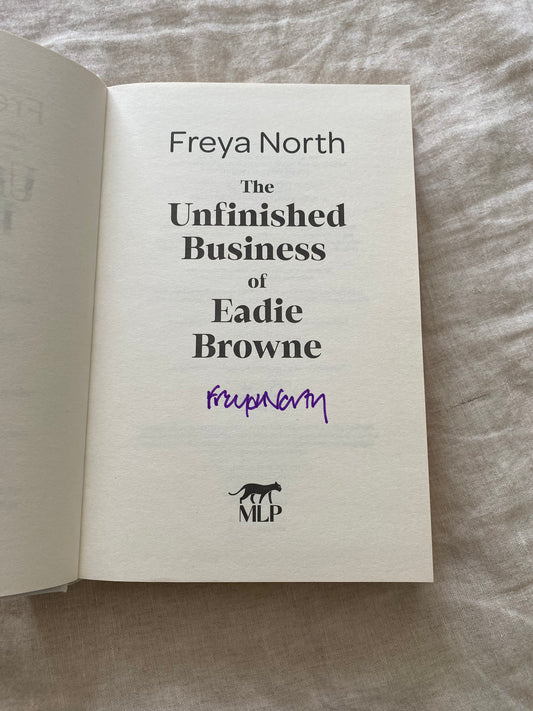 Freya North
The
Unfinished
Business
of
Eadie
Browne
Freya North
MLP